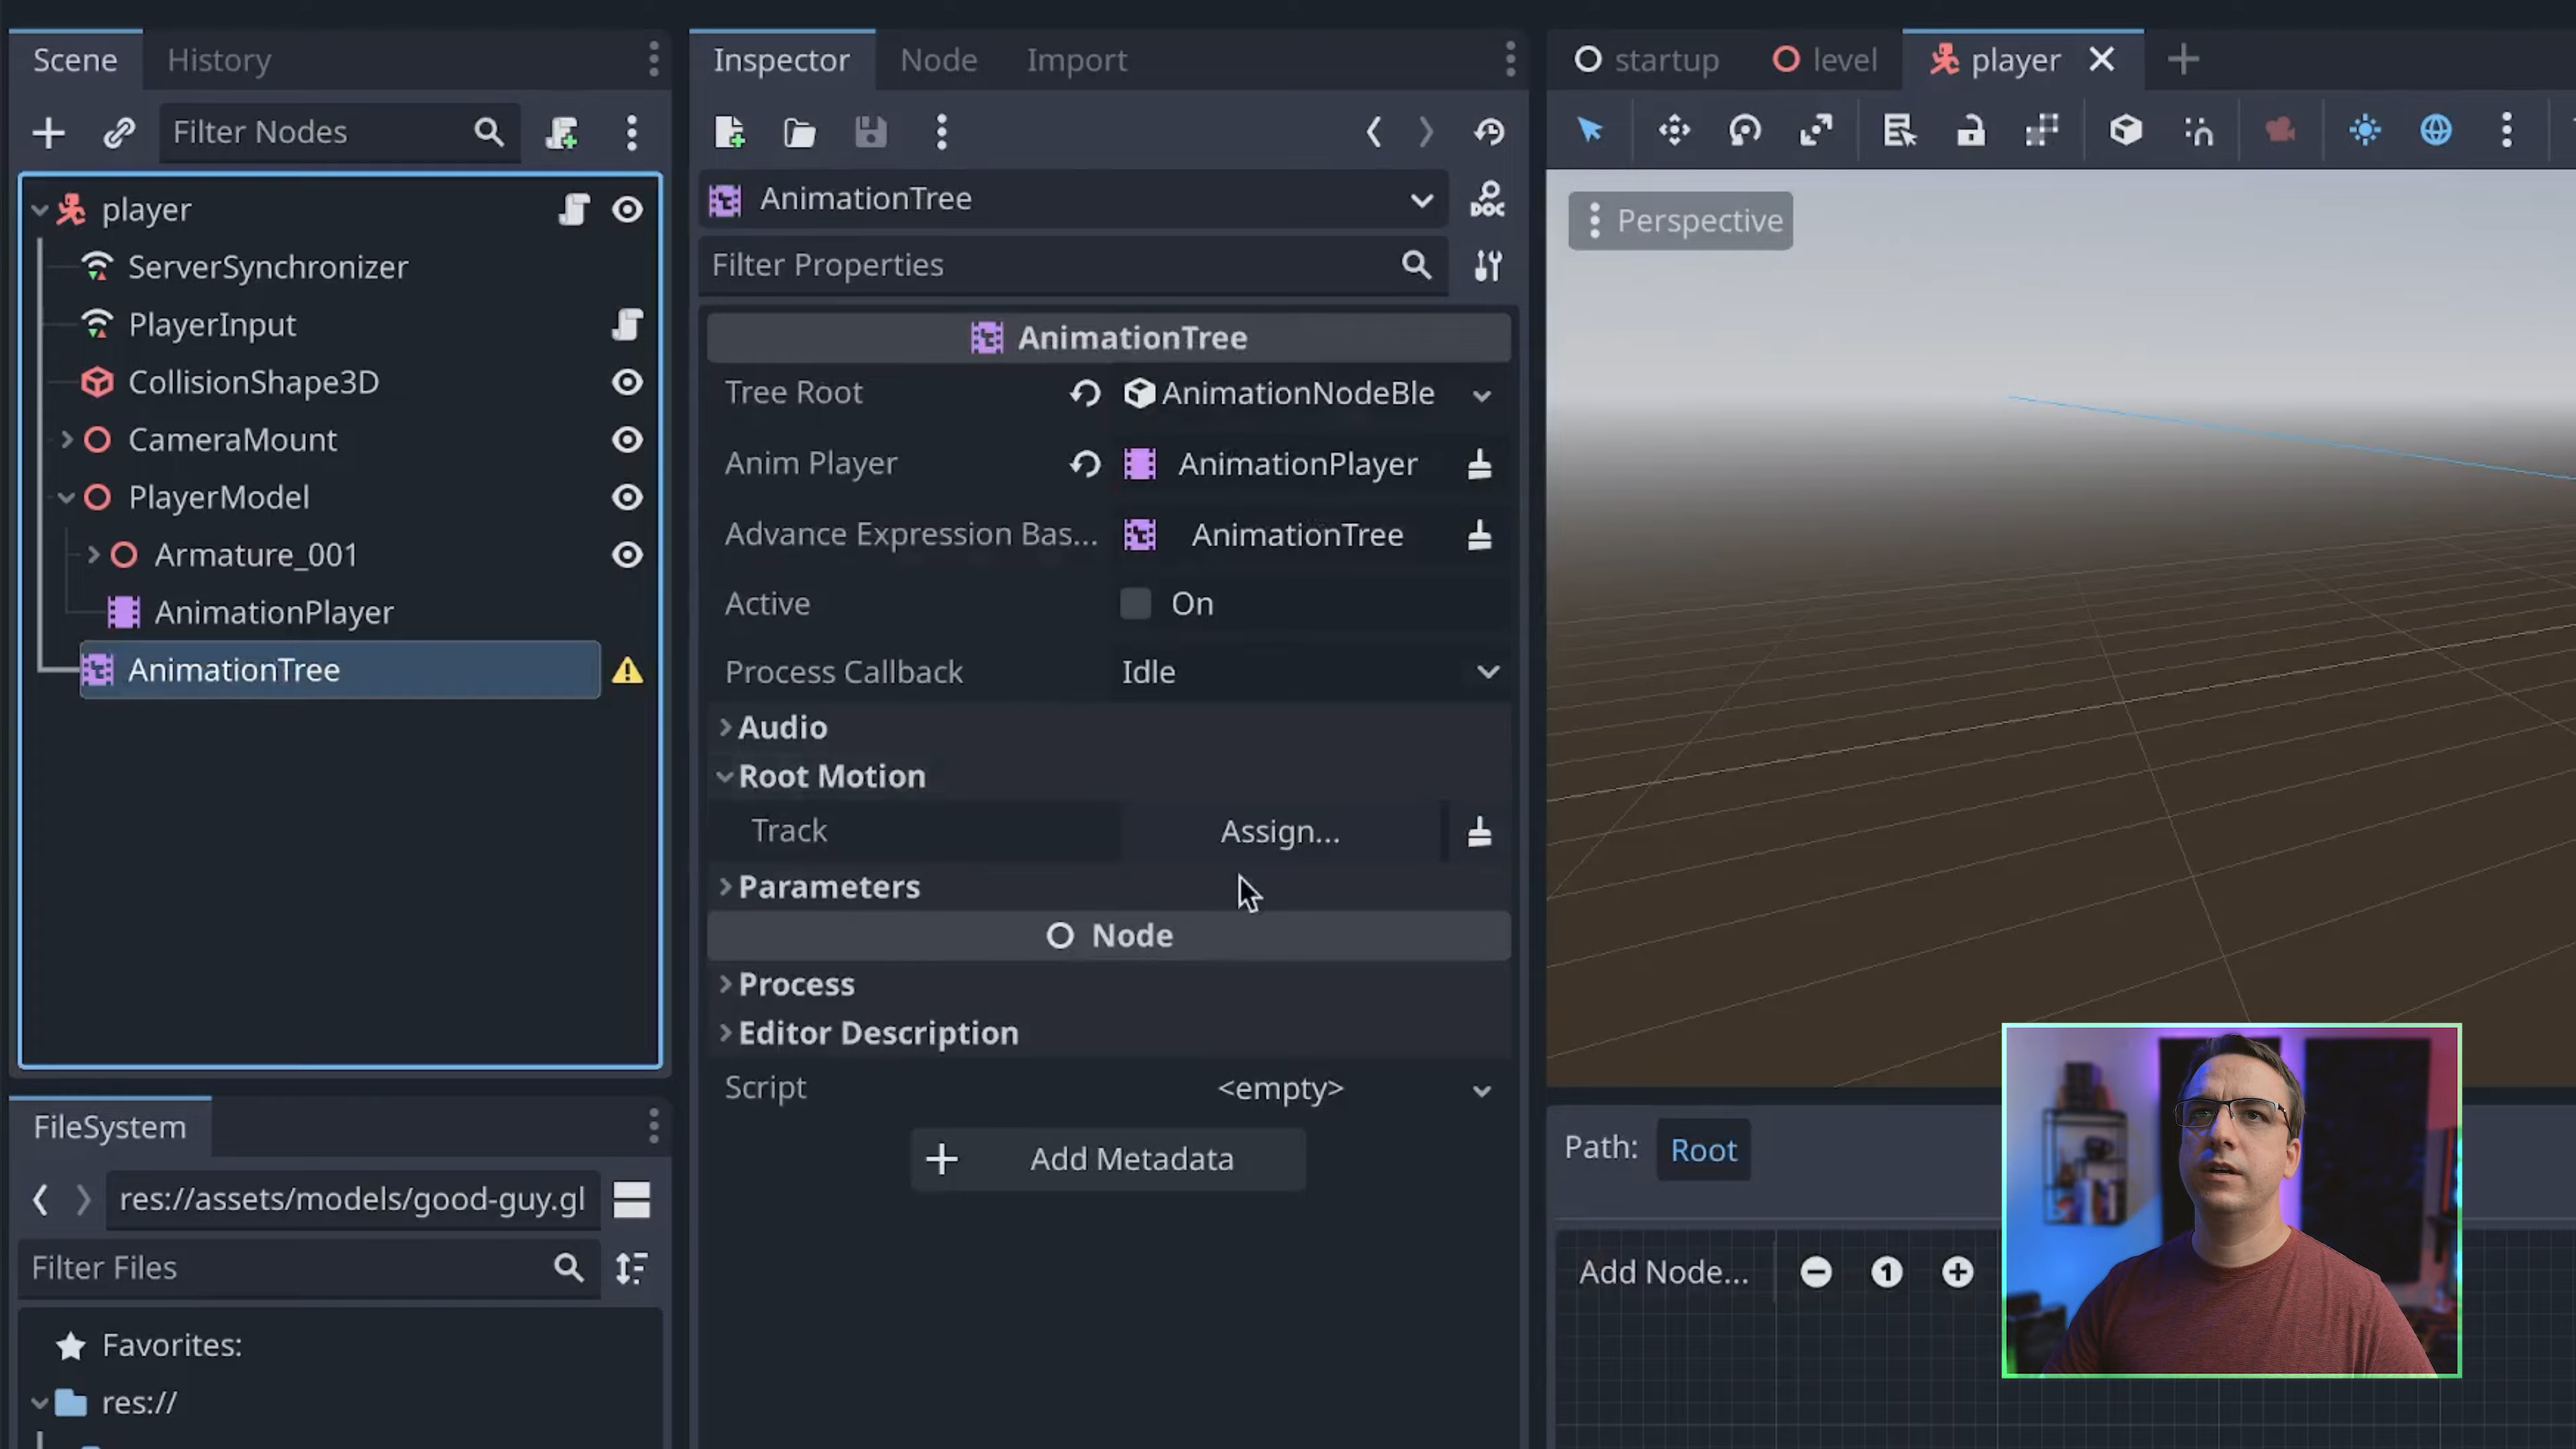 Scene
History
Filter Nodes
player
ServerSynchronizer
PlayerInput
CollisionShape3D
CameraMount
PlayerModel
Armature_001
AnimationPlayer
AnimationTree
FileSystem
res://assets/models/good-guy.gl
Filter Files
Favorites:
res://
Inspector
Node
Import
AnimationTree
DOC
Filter Properties
AnimationTree
Tree Root
AnimationNodeBle
Anim Player
AnimationPlayer
Advance Expression Bas...
AnimationTree
Active
On
Process Callback
Idle
Audio
Root Motion
Track
Assign...
Parameters
Node
Process
Editor Description
Script
<empty>
Add Metadata
startup
level
player
Perspective
Path:
Root
Add Node...
1